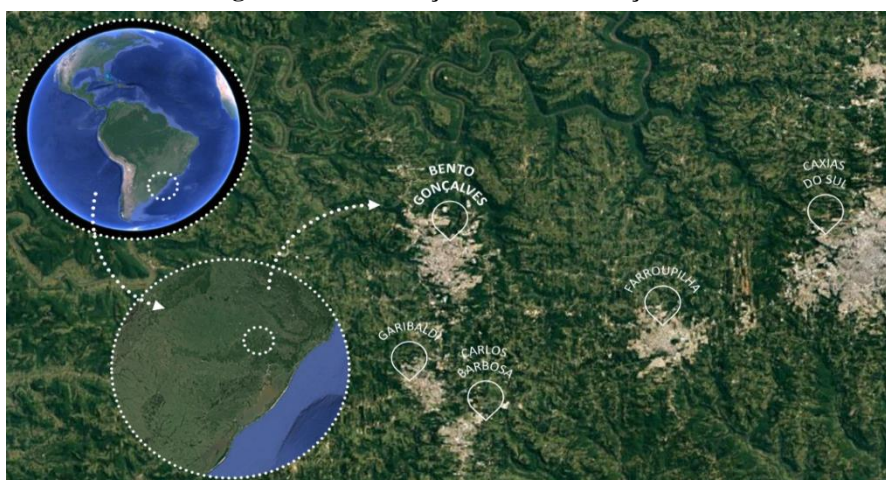 BENTO
GONÇALVES
CAXIAS
DO SUL
FARROUPILHA
GARIBALDI
CARLOS
BARBOSA